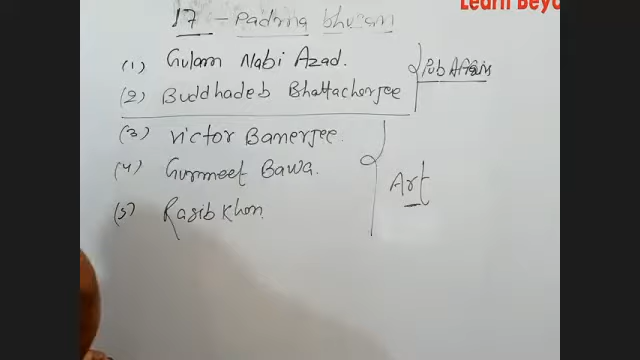 Learn Beyo
17 - Padma bhusan
(1) Gulam Nabi Azad.
(2) Buddhadeb Bhattacherjee
Pub Affairs
(3) Victor Banerjee.
(4) Gurmeet Bawa.
Art
(5) Rasib Khan